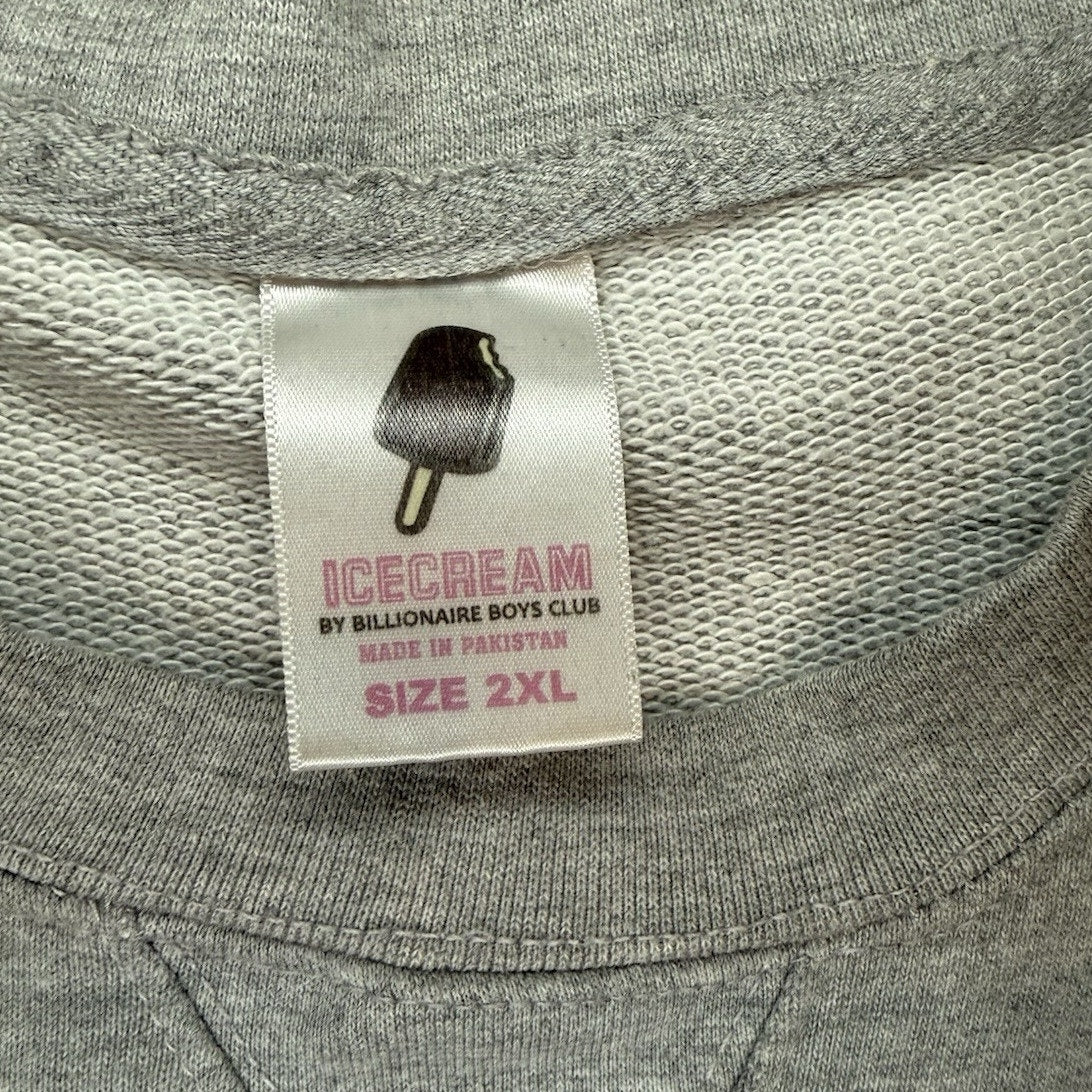 ICECREAM
BY BILLIONAIRE BOYS CLUB
MADE IN PAKISTAN
SIZE 2XL